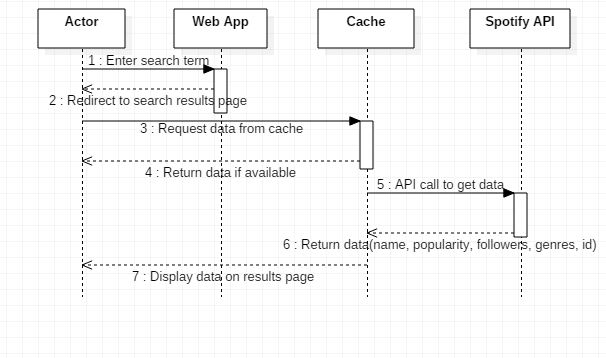 Actor
Web App
Cache
Spotify API
1 : Enter search term
2 : Redirect to search results page
3 : Request data from cache
4 : Return data if available
5 : API call to get data
6 : Return data(name, popularity, followers, genres, id)
7 : Display data on results page